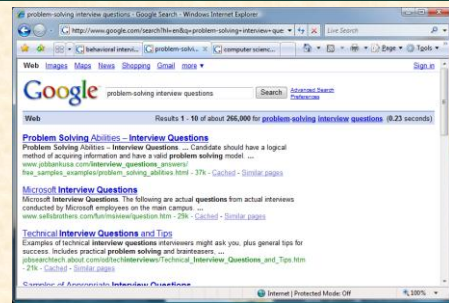 problem-solving interview questions - Google Search - Windows Internet Explorer
http://www.google.com/search?hl=en&q=problem-solving+interview+que
Live Search
behavioral intervi...
problem-solvi...
computer scienc...
Page
Tools
Web Images Maps News Shopping Gmail more ▼
Sign in
Google
problem-solving interview questions
Search
Advanced Search
Preferences
Web
Results 1 - 10 of about 266,000 for problem-solving interview questions. (0.23 seconds)
Problem Solving Abilities – Interview Questions
Problem Solving Abilities – Interview Questions. ... Candidate should have a logical
method of acquiring information and have a valid problem solving model. ...
www.jobbankusa.com/interview_questions_answers/
free_samples_examples/problem_solving_abilities.html - 37k - Cached - Similar pages
Microsoft Interview Questions
Microsoft Interview Questions. The following are actual questions from actual interviews
conducted by Microsoft employees on the main campus. ...
www.sellsbrothers.com/fun/msiview/question.htm - 29k - Cached - Similar pages
Technical Interview Questions and Tips
Examples of technical interview questions interviewers might ask you, plus general tips for
success. Includes practical problem solving and brainteasers. ...
jobsearchtech.about.com/od/techinterviews/Technical_Interview_Questions_and_Tips.htm
- 21k - Cached - Similar pages
Samples of Appropriate Interview Questions
Internet | Protected Mode: Off
100%